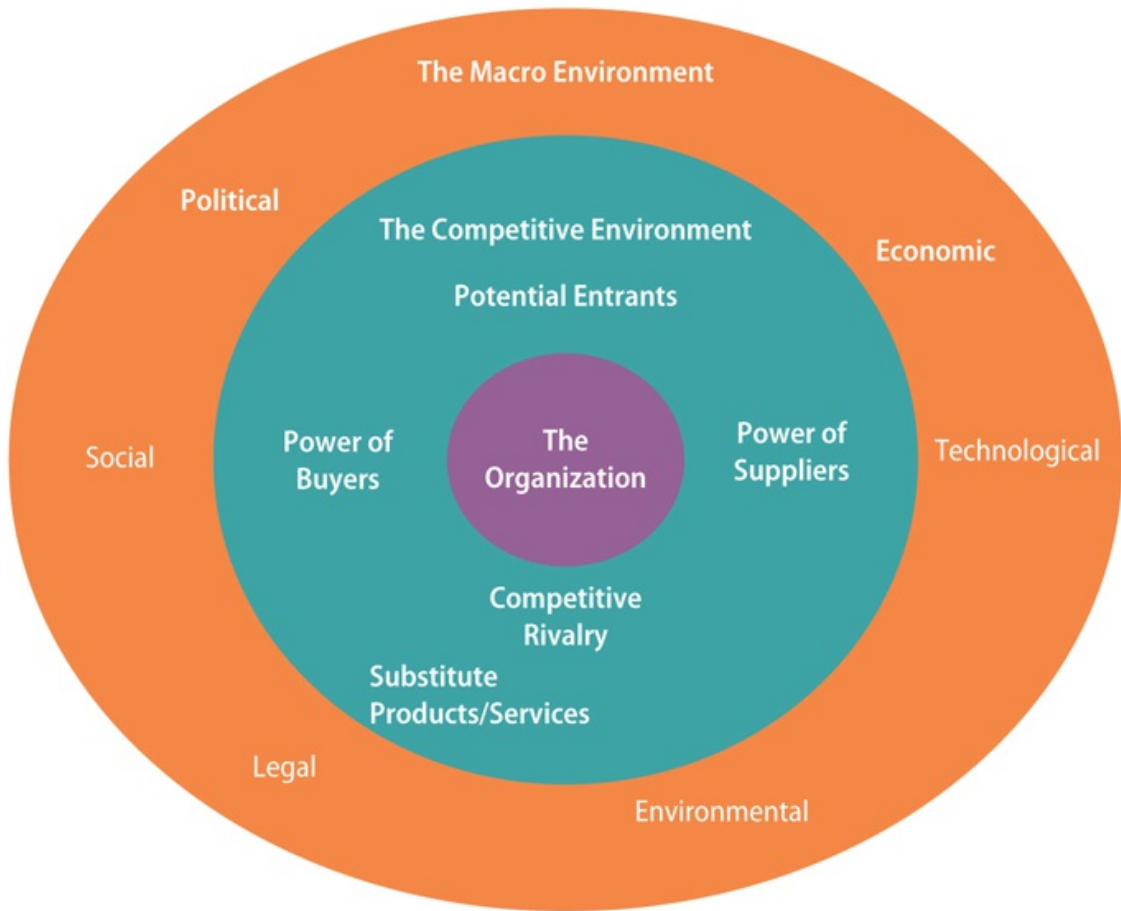 The Macro Environment
Political
The Competitive Environment
Economic
Potential Entrants
Power of
Buyers
The
Organization
Power of
Suppliers
Social
Technological
Competitive
Rivalry
Substitute
Products/Services
Legal
Environmental